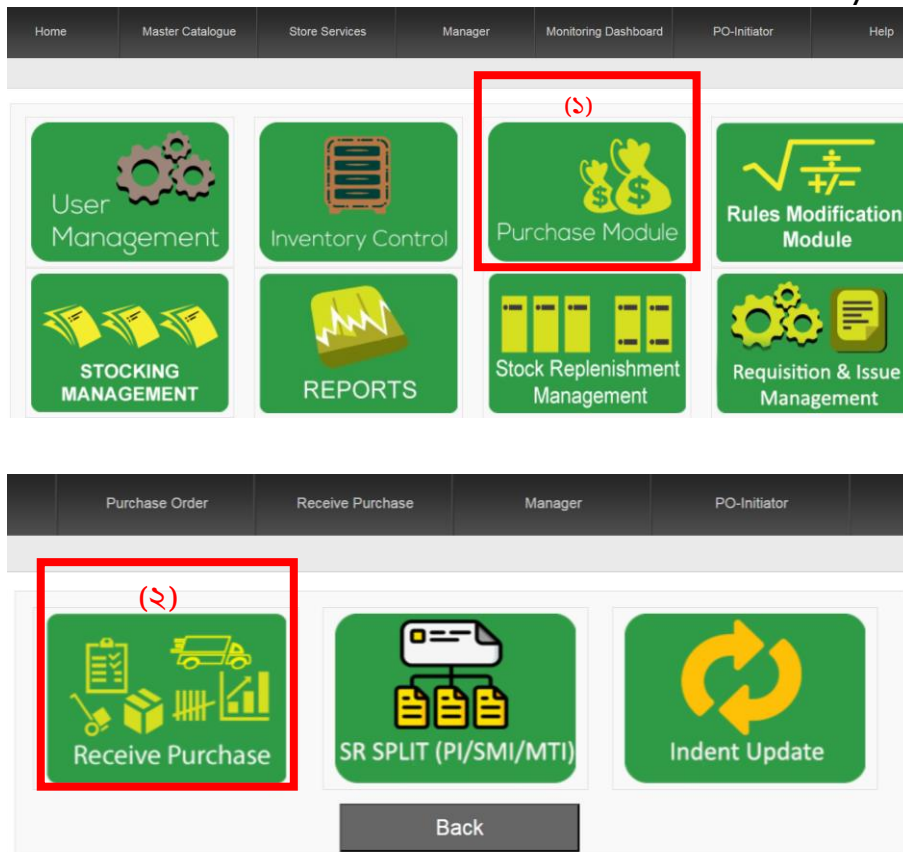 Home Master Catalogue Store Services Manager Monitoring Dashboard PO-Initiator Help
(১)
User Management
Inventory Control
Purchase Module
Rules Modification Module
STOCKING MANAGEMENT
REPORTS
Stock Replenishment Management
Requisition & Issue Management
Purchase Order Receive Purchase Manager PO-Initiator
(২)
Receive Purchase
SR SPLIT (PI/SMI/MTI)
Indent Update
Back